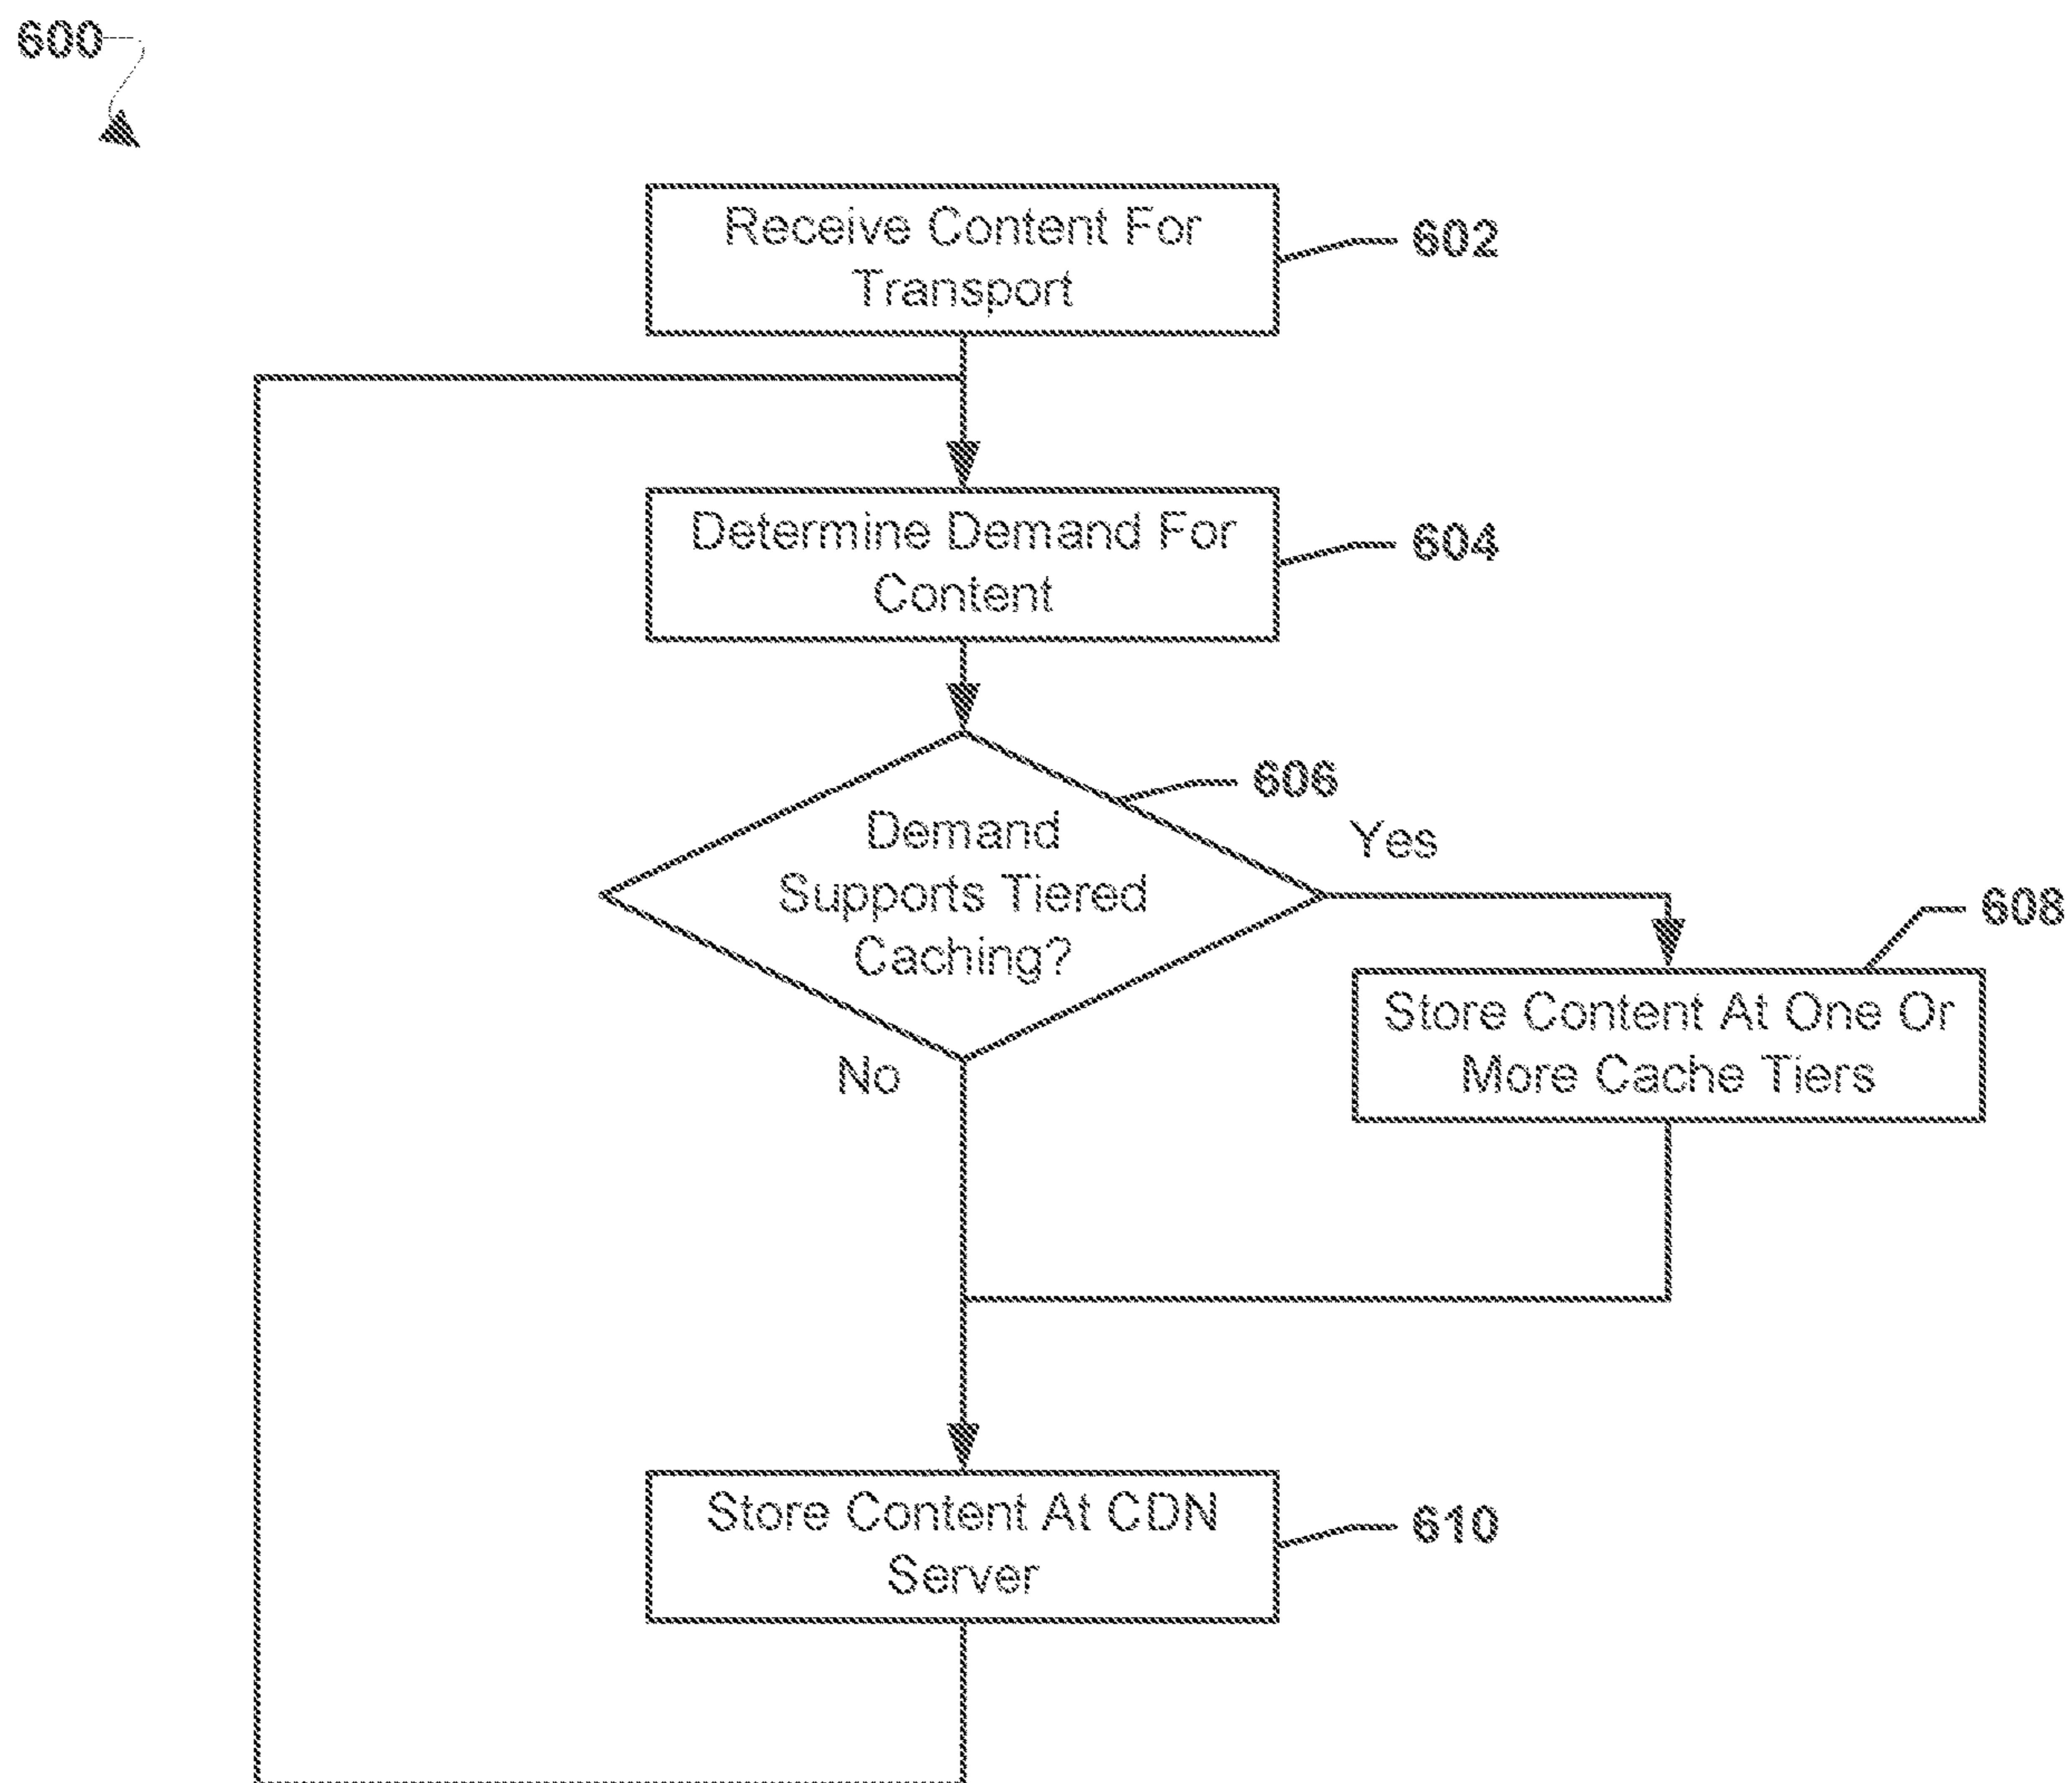 600
Receive Content For
Transport
602
Determine Demand For
Content
604
606
Demand
Supports Tiered
Caching?
Yes
No
608
Store Content At One Or
More Cache Tiers
Store Content At CDN
Server
610